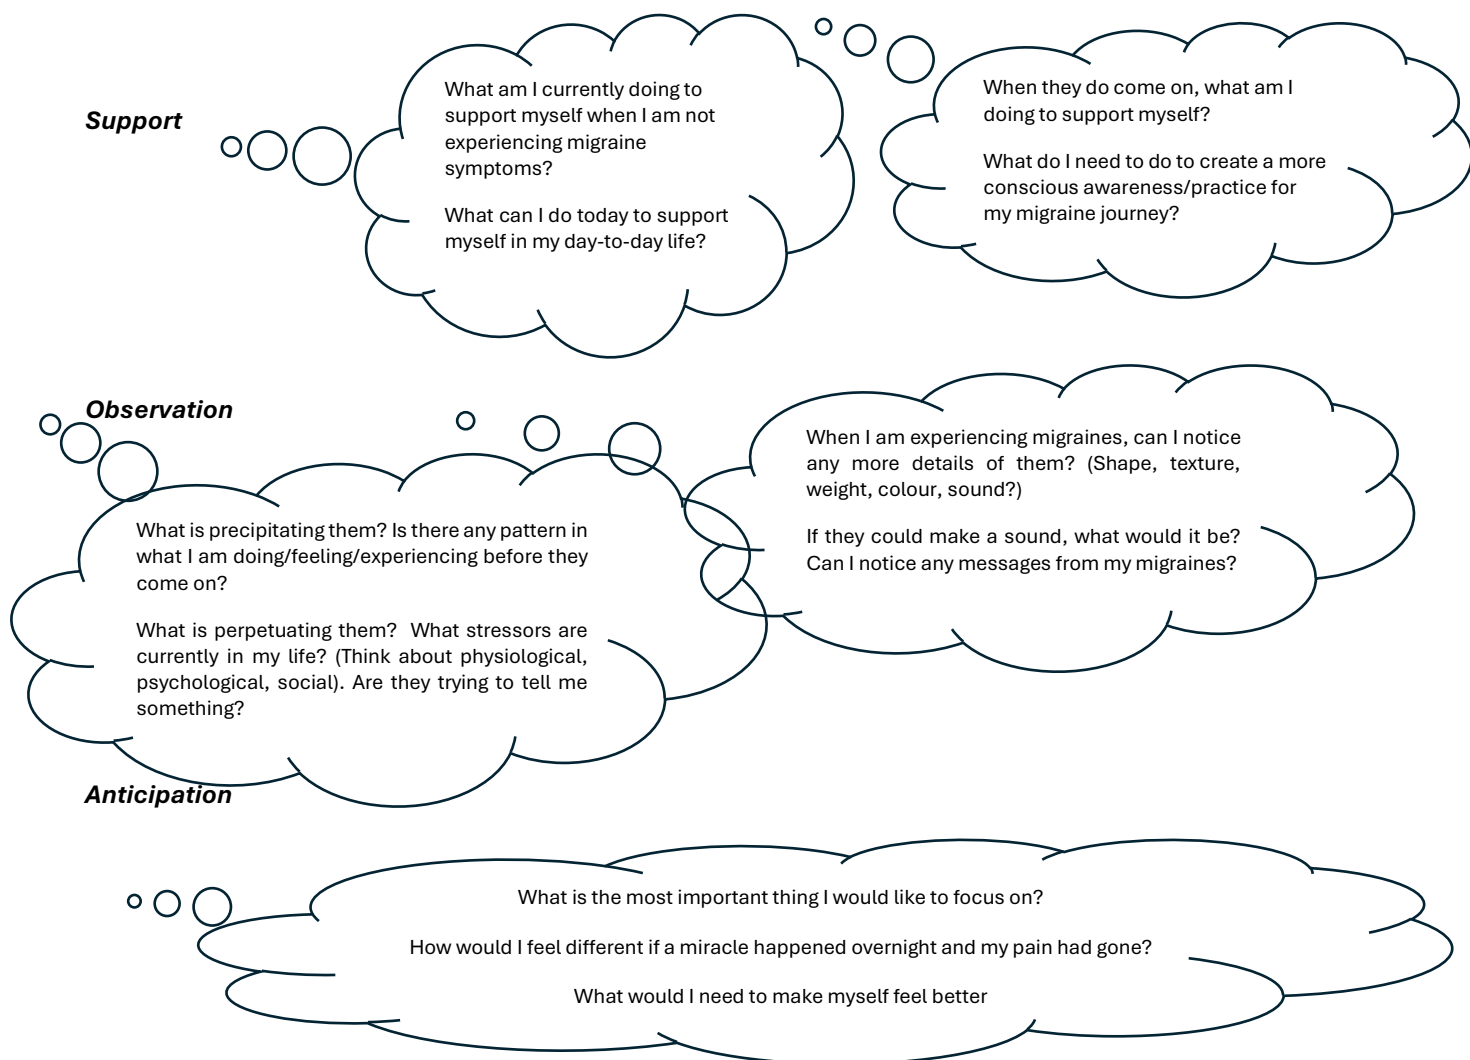 Support
What am I currently doing to
support myself when I am not
experiencing migraine
symptoms?
What can I do today to support
myself in my day-to-day life?
When they do come on, what am I
doing to support myself?
What do I need to do to create a more
conscious awareness/practice for
my migraine journey?
Observation
What is precipitating them? Is there any pattern in
what I am doing/feeling/experiencing before they
come on?
What is perpetuating them?  What stressors are
currently in my life? (Think about physiological,
psychological, social). Are they trying to tell me
something?
When I am experiencing migraines, can I notice
any more details of them? (Shape, texture,
weight, colour, sound?)
If they could make a sound, what would it be?
Can I notice any messages from my migraines?
Anticipation
What is the most important thing I would like to focus on?
How would I feel different if a miracle happened overnight and my pain had gone?
What would I need to make myself feel better